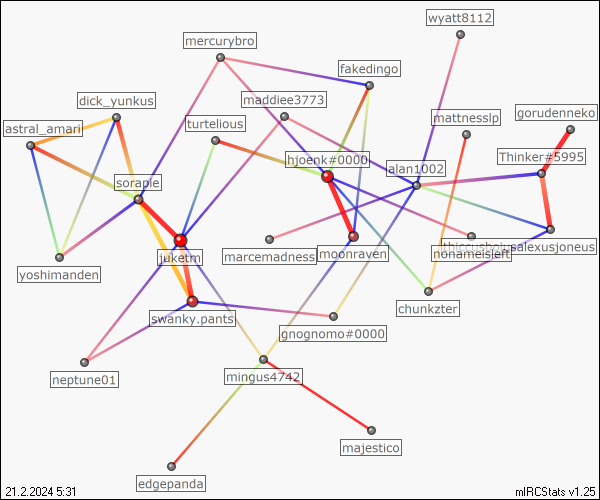 wyatt8112
mercurybro
fakedingo
dick_yunkus
maddiee3773
mattnesslp
gorudenneko
astral_amari
turtelious
hjoenk#0000
alan1002
Thinker#5995
sorapie
juketm
marcemadness
moonraven
nonameisleft
alexusjoneus
yoshimanden
chunkzter
swanky.pants
gnognomo#0000
neptune01
mingus4742
majestico
edgepanda
21.2.2024 5:31
mIRCStats v1.25